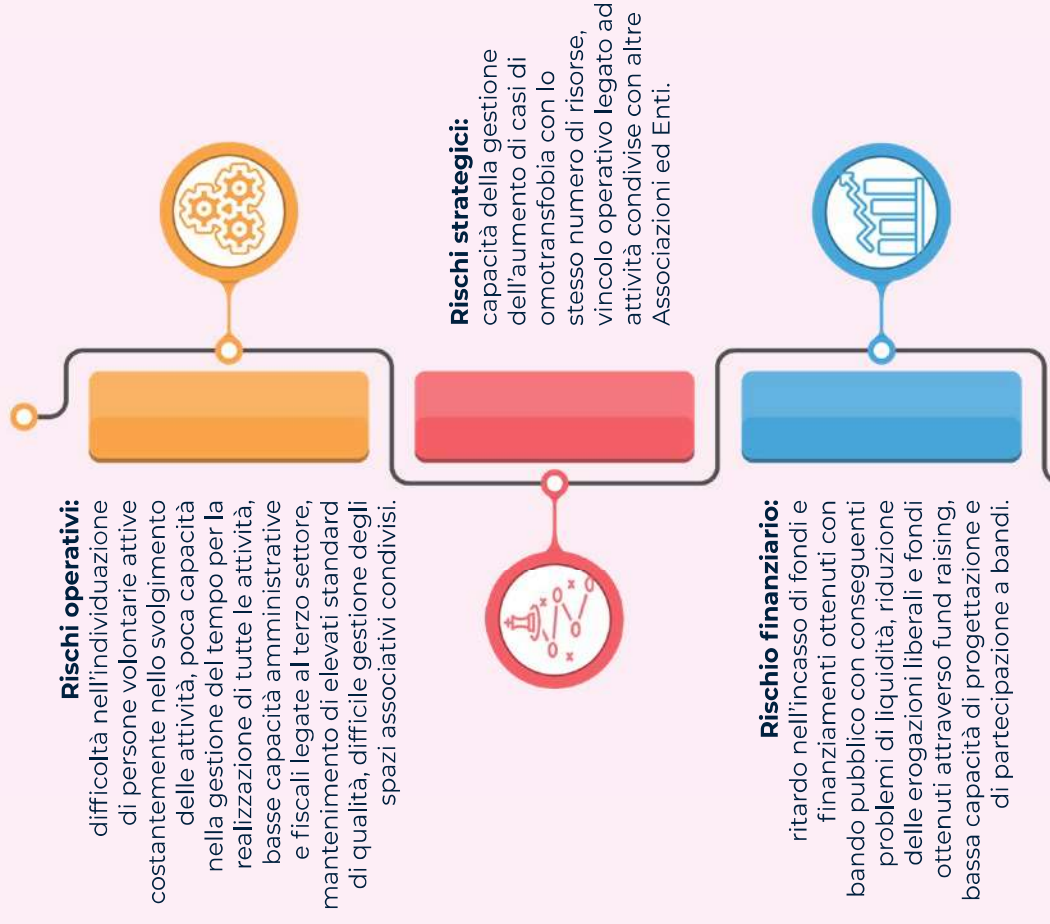 Rischi operativi:
difficoltà nell'individuazione
di persone volontarie attive
costantemente nello svolgimento
delle attività, poca capacità
nella gestione del tempo per la
realizzazione di tutte le attività,
basse capacità amministrative
e fiscali legate al terzo settore,
mantenimento di elevati standard
di qualità, difficile gestione degli
spazi associativi condivisi.
Rischi strategici:
capacità della gestione
dell'aumento di casi di
omotransfobia con lo
stesso numero di risorse,
vincolo operativo legato ad
attività condivise con altre
Associazioni ed Enti.
Rischio finanziario:
ritardo nell'incasso di fondi e
finanziamenti ottenuti con
bando pubblico con conseguenti
problemi di liquidità, riduzione
delle erogazioni liberali e fondi
ottenuti attraverso fund raising,
bassa capacità di progettazione e
di partecipazione a bandi.